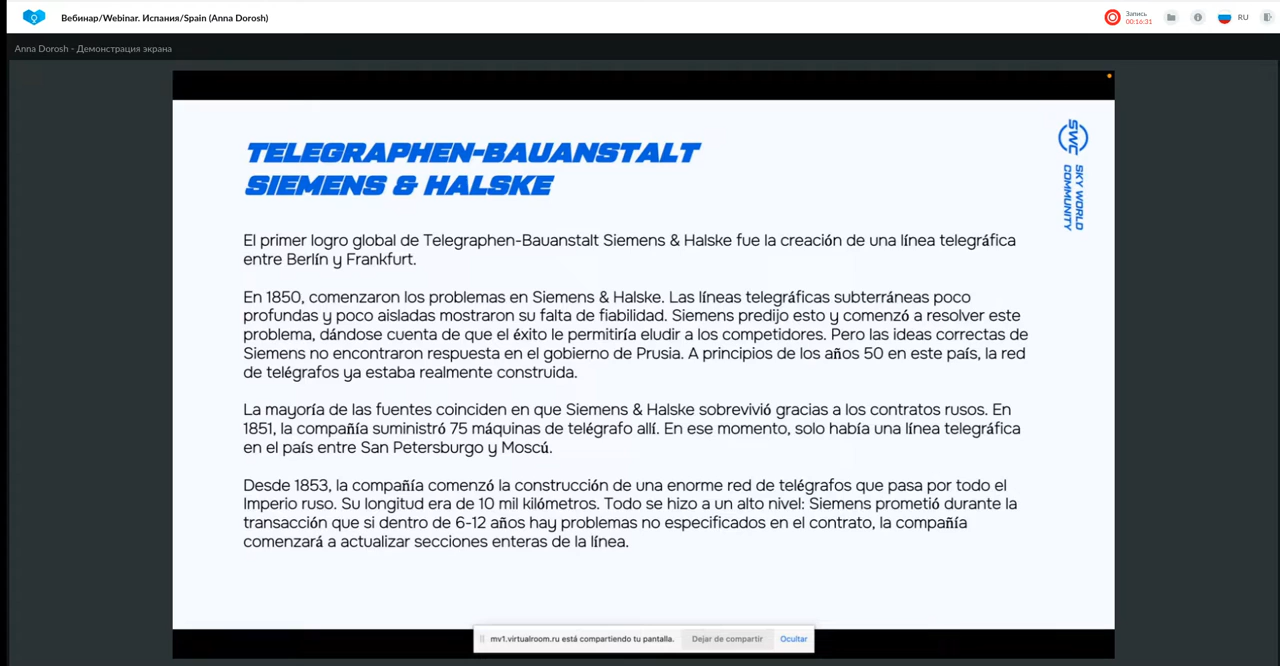 Вебинар/Webinar. Испания/Spain (Anna Dorosh)
Запись
00:16:31
RU
Anna Dorosh - Демонстрация экрана
TELEGRAPHEN-BAUANSTALT
SIEMENS & HALSKE
SWC
SKY WORLD
COMMUNITY
El primer logro global de Telegraphen-Bauanstalt Siemens & Halske fue la creación de una línea telegráfica
entre Berlín y Frankfurt.
En 1850, comenzaron los problemas en Siemens & Halske. Las líneas telegráficas subterráneas poco
profundas y poco aisladas mostraron su falta de fiabilidad. Siemens predijo esto y comenzó a resolver este
problema, dándose cuenta de que el éxito le permitiría eludir a los competidores. Pero las ideas correctas de
Siemens no encontraron respuesta en el gobierno de Prusia. A principios de los años 50 en este país, la red
de telégrafos ya estaba realmente construida.
La mayoría de las fuentes coinciden en que Siemens & Halske sobrevivió gracias a los contratos rusos. En
1851, la compañía suministró 75 máquinas de telégrafo allí. En ese momento, solo había una línea telegráfica
en el país entre San Petersburgo y Moscú.
Desde 1853, la compañía comenzó la construcción de una enorme red de telégrafos que pasa por todo el
Imperio ruso. Su longitud era de 10 mil kilómetros. Todo se hizo a un alto nivel: Siemens prometió durante la
transacción que si dentro de 6-12 años hay problemas no especificados en el contrato, la compañía
comenzará a actualizar secciones enteras de la línea.
mv1.virtualroom.ru está compartiendo tu pantalla.
Dejar de compartir
Ocultar